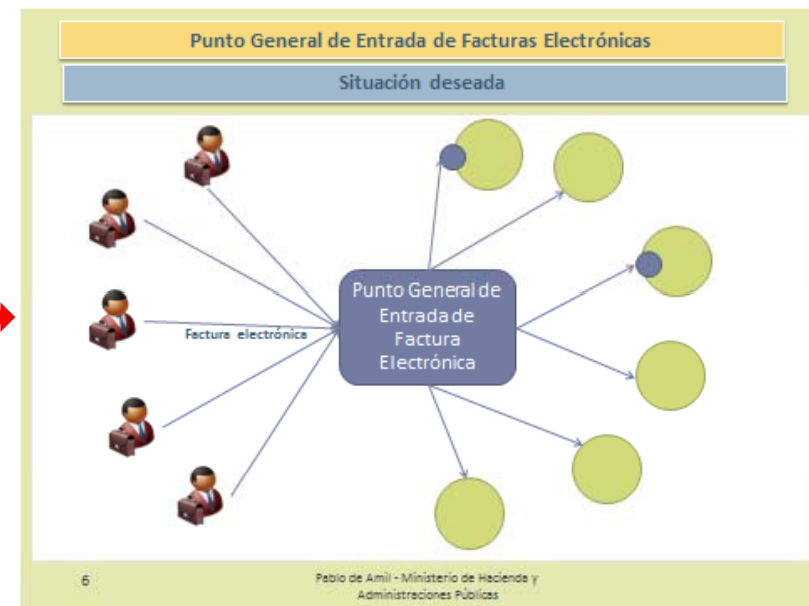 Punto General de Entrada de Facturas Electrónicas
Situación deseada
Factura electrónica
Punto General de
Entrada de
Factura
Electrónica
6
Pablo de Amil - Ministerio de Hacienda y
Administraciones Públicas